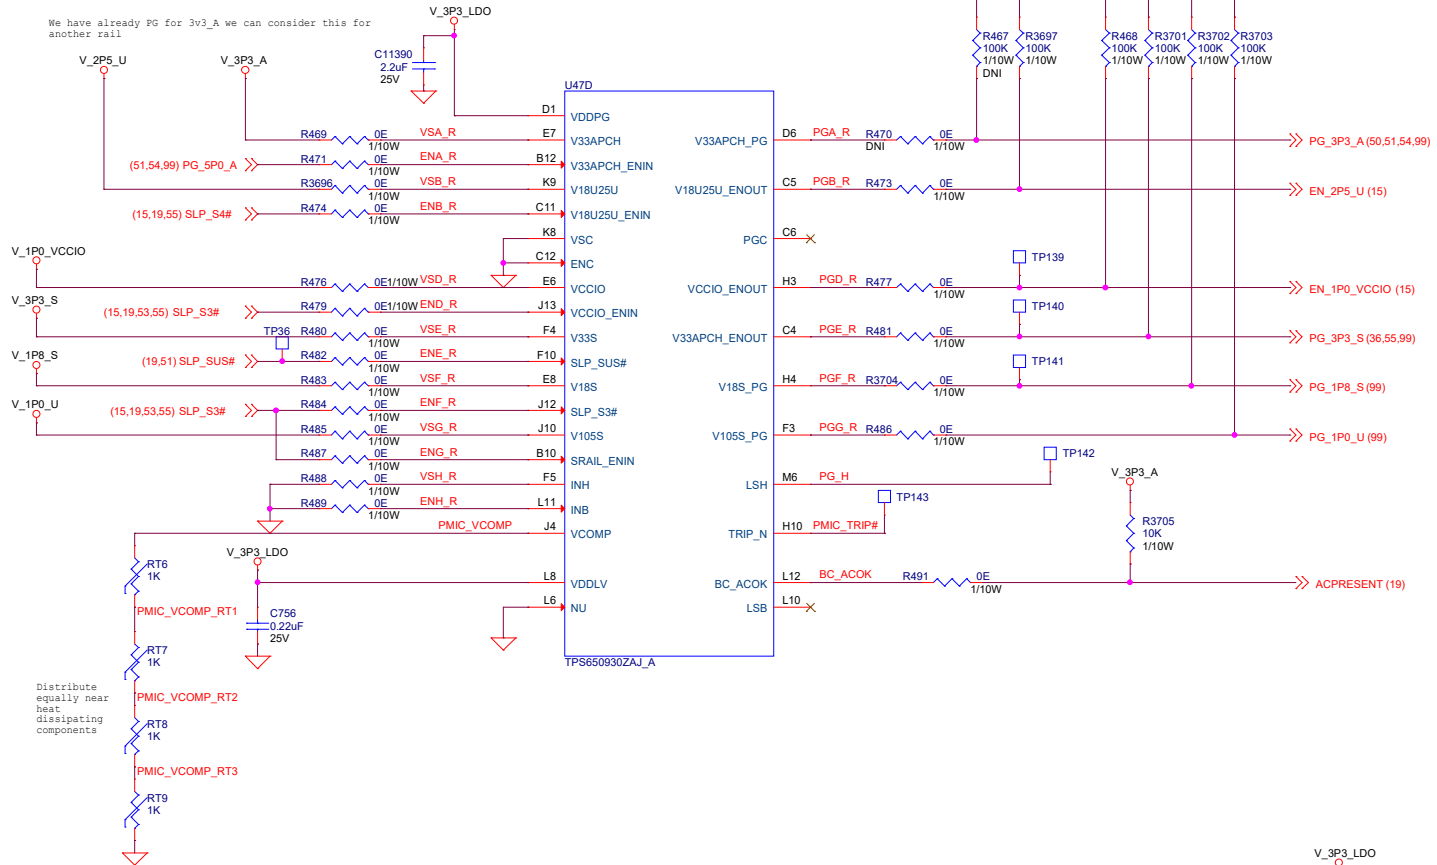 We have already PG for 3v3_A we can consider this for
another rail
V_3P3_LDO
V_2P5_U
V_3P3_A
C11390
2.2uF
25V
R467
100K
1/10W
DNI
R3697
100K
1/10W
R468
100K
1/10W
R3701
100K
1/10W
R3702
100K
1/10W
R3703
100K
1/10W
U47D
D1
VDDPG
R469
0E
1/10W
VSA_R
E7
V33APCH
(51,54,99) PG_5P0_A
R471
0E
1/10W
ENA_R
B12
V33APCH_ENIN
R3696
0E
1/10W
VSB_R
K9
V18U25U
(15,19,55) SLP_S4#
R474
0E
1/10W
ENB_R
C11
V18U25U_ENIN
K8
VSC
C12
ENC
V_1P0_VCCIO
R476
0E1/10W
VSD_R
E6
VCCIO
V_3P3_S
(15,19,53,55) SLP_S3#
R479
0E1/10W
END_R
J13
VCCIO_ENIN
TP36
R480
0E
1/10W
VSE_R
F4
V33S
V_1P8_S
(19,51) SLP_SUS#
R482
0E
1/10W
ENE_R
F10
SLP_SUS#
R483
0E
1/10W
VSF_R
E8
V18S
V_1P0_U
(15,19,53,55) SLP_S3#
R484
0E
1/10W
ENF_R
J12
SLP_S3#
R485
0E
1/10W
VSG_R
J10
V105S
R487
0E
1/10W
ENG_R
B10
SRAIL_ENIN
R488
0E
1/10W
VSH_R
F5
INH
R489
0E
1/10W
ENH_R
L11
INB
PMIC_VCOMP
J4
VCOMP
V_3P3_LDO
L8
VDDLV
L6
NU
C756
0.22uF
25V
TPS650930ZAJ_A
V33APCH_PG
D6
PGA_R
R470
DNI
0E
1/10W
PG_3P3_A (50,51,54,99)
V18U25U_ENOUT
C5
PGB_R
R473
0E
1/10W
EN_2P5_U (15)
PGC
C6
TP139
VCCIO_ENOUT
H3
PGD_R
R477
0E
1/10W
EN_1P0_VCCIO (15)
TP140
V33APCH_ENOUT
C4
PGE_R
R481
0E
1/10W
PG_3P3_S (36,55,99)
TP141
V18S_PG
H4
PGF_R
R3704
0E
1/10W
PG_1P8_S (99)
V105S_PG
F3
PGG_R
R486
0E
1/10W
PG_1P0_U (99)
TP142
LSH
M6
PG_H
V_3P3_A
TP143
TRIP_N
H10
PMIC_TRIP#
R3705
10K
1/10W
BC_ACOK
L12
BC_ACOK
R491
0E
1/10W
ACPRESENT (19)
LSB
L10
RT6
1K
PMIC_VCOMP_RT1
RT7
1K
Distribute
equally near
heat
dissipating
components
PMIC_VCOMP_RT2
RT8
1K
PMIC_VCOMP_RT3
RT9
1K
V_3P3_LDO